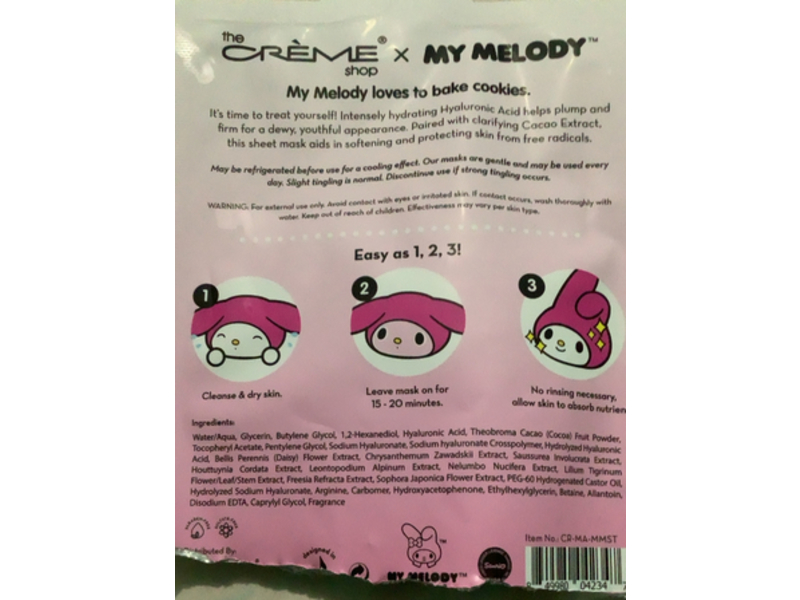 the
CRÈME® x MY MELODY™
shop
My Melody loves to bake cookies.
It's time to treat yourself! Intensely hydrating Hyaluronic Acid helps plump and
firm for a dewy, youthful appearance. Paired with clarifying Cacao Extract,
this sheet mask aids in softening and protecting skin from free radicals.
May be refrigerated before use for a cooling effect. Our masks are gentle and may be used every
day. Slight tingling is normal. Discontinue use if strong tingling occurs.
WARNING: For external use only. Avoid contact with eyes or irritated skin. If contact occurs, wash thoroughly with
water. Keep out of reach of children. Effectiveness may vary per skin type.
Easy as 1, 2, 3!
1
2
3
Cleanse & dry skin.
Leave mask on for
15 - 20 minutes.
No rinsing necessary,
allow skin to absorb nutrien
Ingredients:
Water/Aqua, Glycerin, Butylene Glycol, 1,2-Hexanediol, Hyaluronic Acid, Theobroma Cacao (Cocoa) Fruit Powder,
Tocopheryl Acetate, Pentylene Glycol, Sodium Hyaluronate, Sodium hyaluronate Crosspolymer, Hydrolyzed Hyaluronic
Acid, Bellis Perennis (Daisy) Flower Extract, Chrysanthemum Zawadskii Extract, Saussurea Involucrata Extract,
Houttuynia Cordata Extract, Leontopodium Alpinum Extract, Nelumbo Nucifera Extract, Lilium Tigrinum
Flower/Leaf/Stem Extract, Freesia Refracta Extract, Sophora Japonica Flower Extract, PEG-60 Hydrogenated Castor Oil,
Hydrolyzed Sodium Hyaluronate, Arginine, Carbomer, Hydroxyacetophenone, Ethylhexylglycerin, Betaine, Allantoin,
Disodium EDTA, Caprylyl Glycol, Fragrance
Item No.: CR-MA-MMST
tributed By:
designed in
Sanrio
MY MELODY™
49980 04234